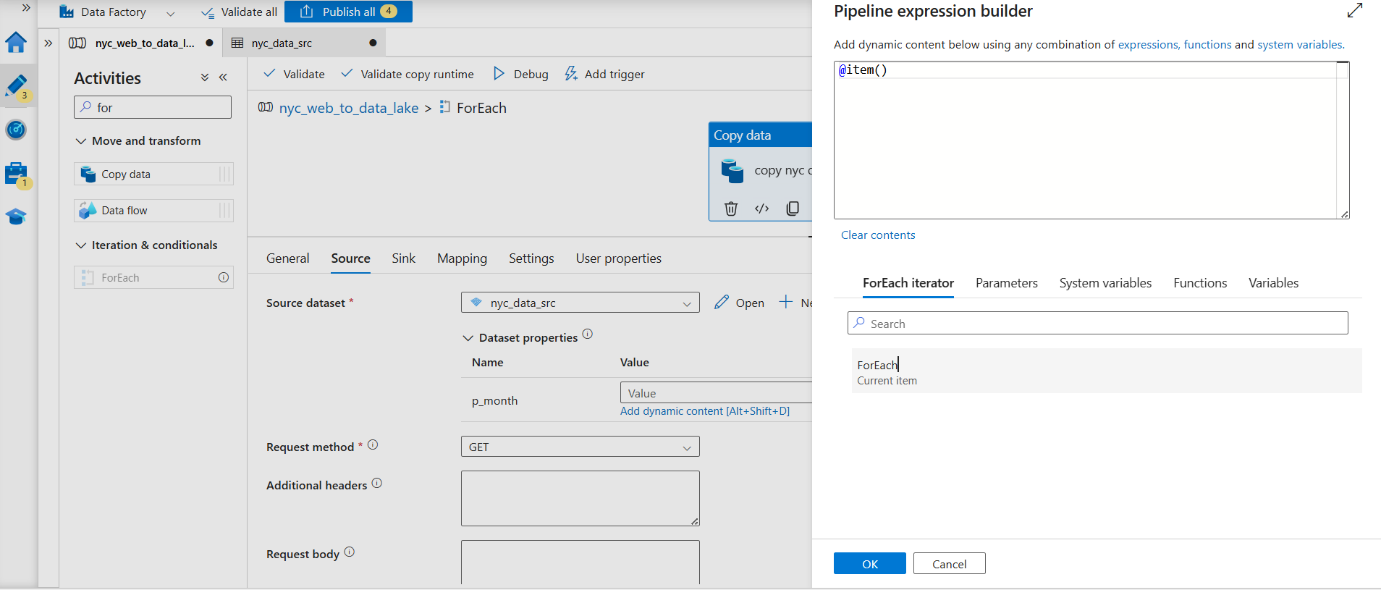 Data Factory
Validate all
Publish all 4
nyc_web_to_data_l...
nyc_data_src
Activities
for
Move and transform
Copy data
Data flow
Iteration & conditionals
ForEach
3
1
Validate
Validate copy runtime
Debug
Add trigger
nyc_web_to_data_lake > ForEach
Copy data
copy nyc
General
Source
Sink
Mapping
Settings
User properties
Source dataset *
nyc_data_src
Open
Dataset properties
Name
Value
p_month
Value
Add dynamic content [Alt+Shift+D]
Request method *
GET
Additional headers
Request body
Pipeline expression builder
Add dynamic content below using any combination of expressions, functions and system variables.
@item()
Clear contents
ForEach iterator
Parameters
System variables
Functions
Variables
Search
ForEach
Current item
OK
Cancel